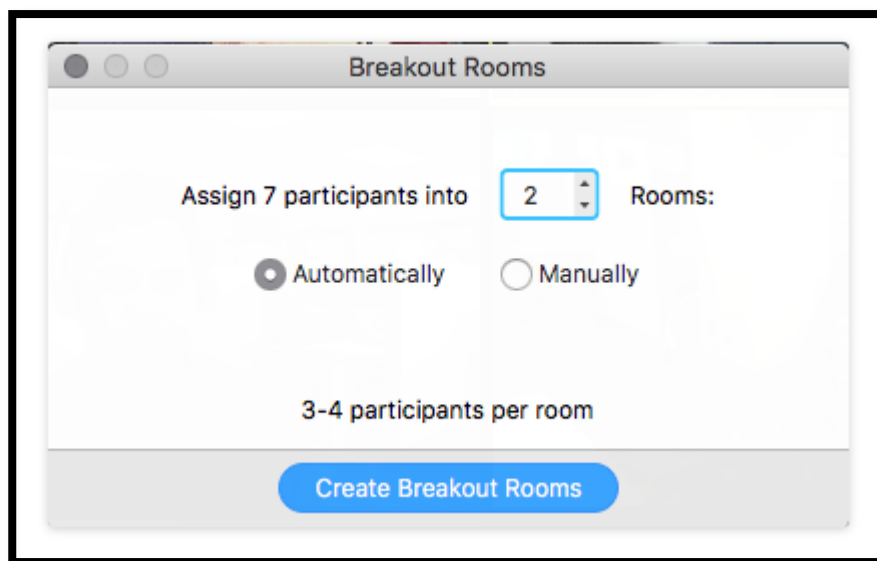 Breakout Rooms
Assign 7 participants into 2 Rooms:
Automatically Manually
3-4 participants per room
Create Breakout Rooms